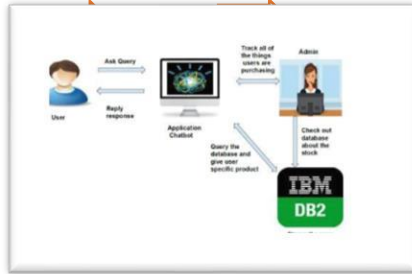 Ask Query
Reply
response
User
Application
Chatbot
Track all of
the things
users are
purchasing
Admin
Query the
database and
give user
specific product
Check out
database
about the
stock
IBM
DB2